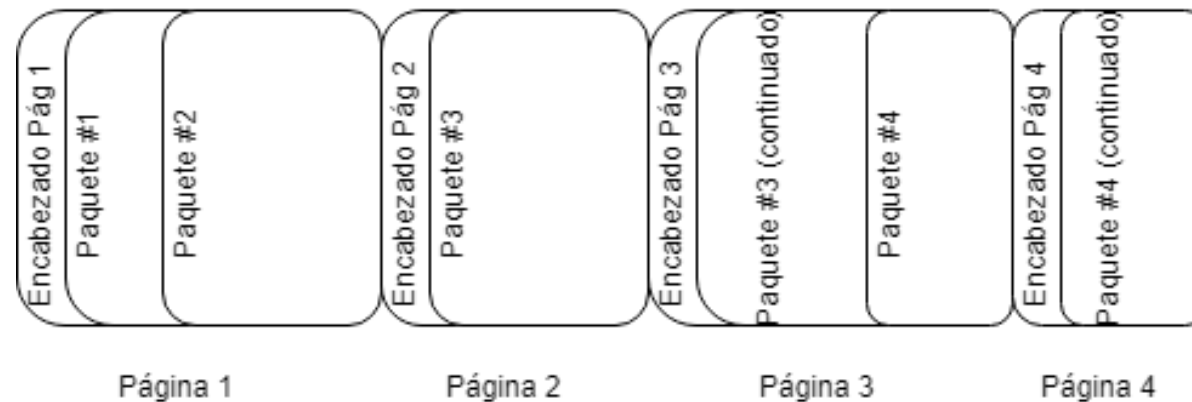 Encabezado Pág 1
Paquete #1
Paquete #2
Encabezado Pág 2
Paquete #3
Encabezado Pág 3
Paquete #3 (continuado)
Paquete #4
Encabezado Pág 4
Paquete #4 (continuado)
Página 1
Página 2
Página 3
Página 4